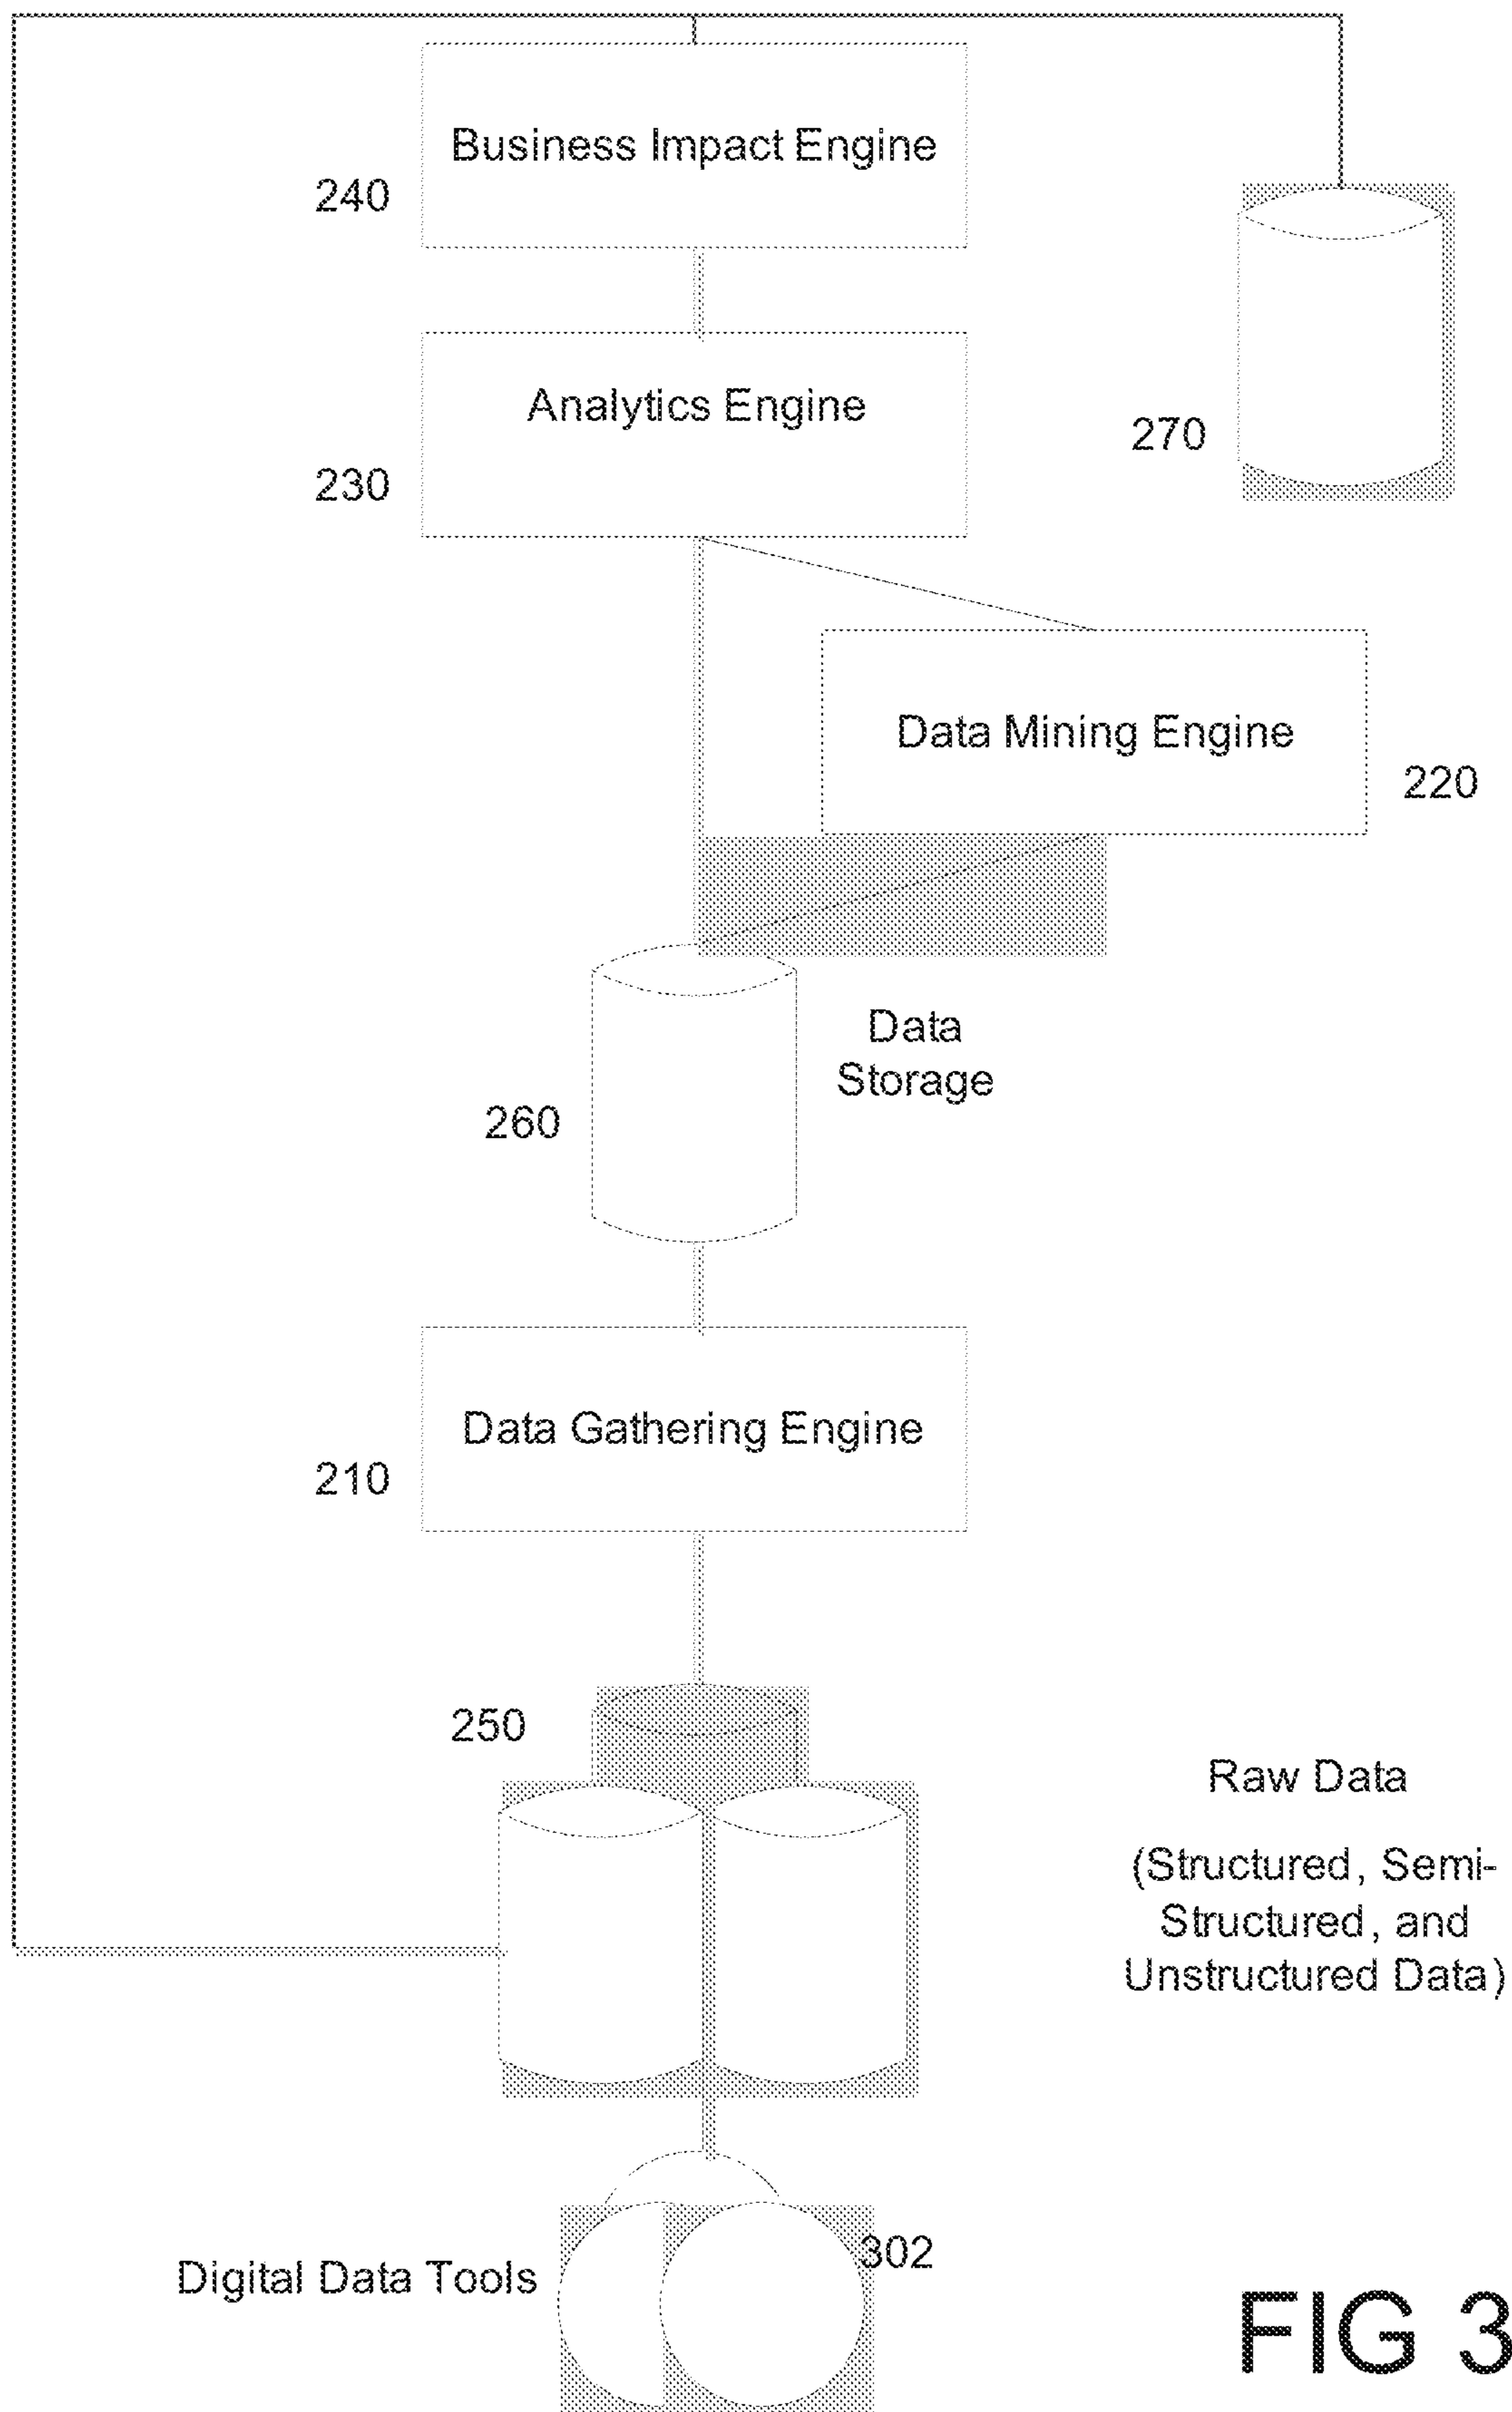 Business Impact Engine
240
Analytics Engine
230
270
Data Mining Engine
220
Data
Storage
260
Data Gathering Engine
210
250
Raw Data
(Structured, Semi-
Structured, and
Unstructured Data)
302
Digital Data Tools
FIG 3